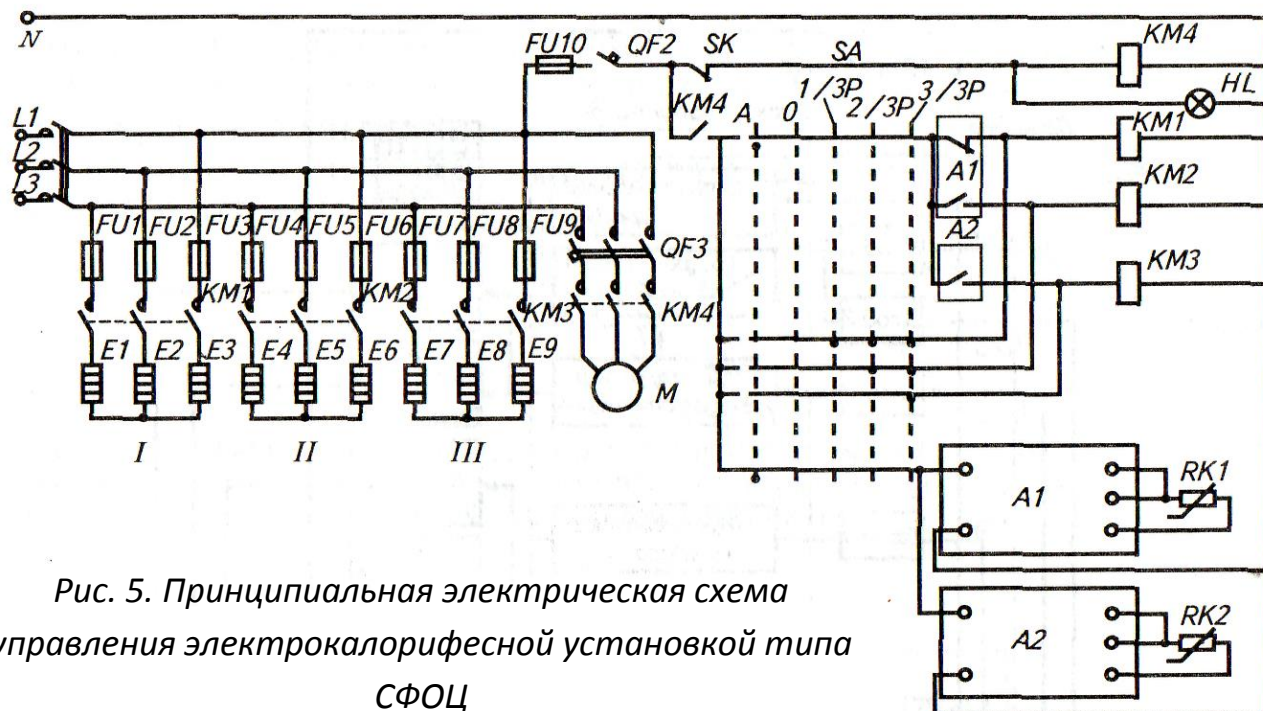 N
FU10 QF2 SK SA KM4
HL
KM4 A 0 1/3P 2/3P 3/3P
L1
L2
L3
KM1
A1
KM2
A2
KM3
FU1 FU2 FU3 FU4 FU5 FU6 FU7 FU8 FU9
QF3
KM1 KM2 KM3 KM4
E1 E2 E3 E4 E5 E6 E7 E8 E9
M
I II III
A1 RK1
A2 RK2
Рис. 5. Принципиальная электрическая схема
управления электрокалорифесной установкой типа
СФОЦ